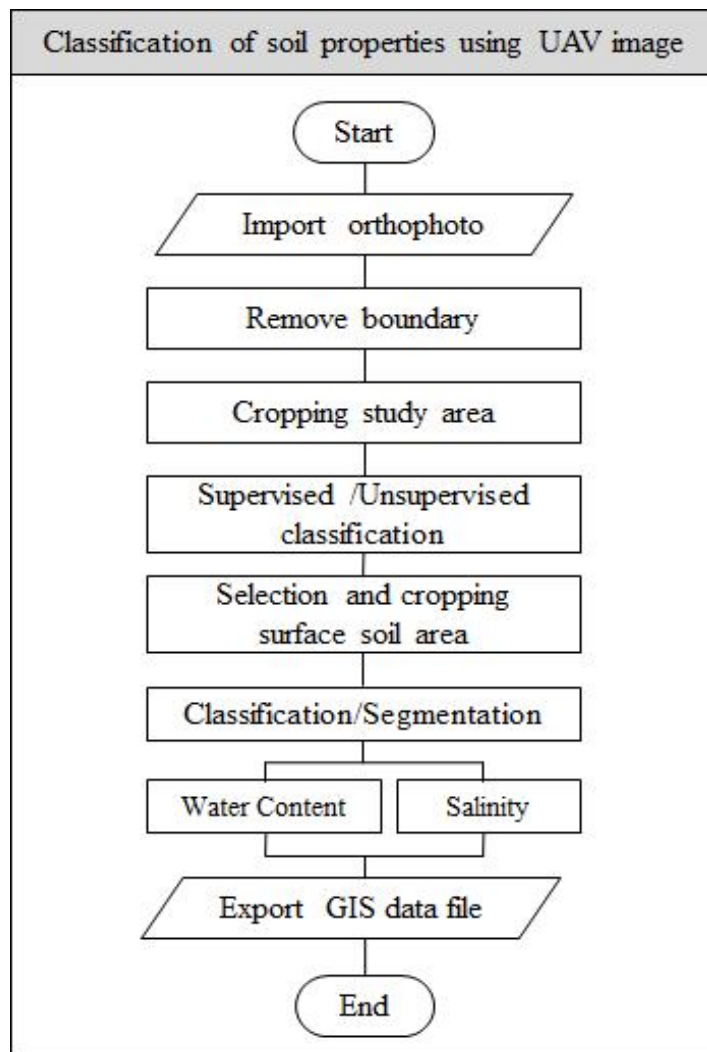 Classification of soil properties using UAV image
Start
Import orthophoto
Remove boundary
Cropping study area
Supervised /Unsupervised
classification
Selection and cropping
surface soil area
Classification/Segmentation
Water Content
Salinity
Export GIS data file
End